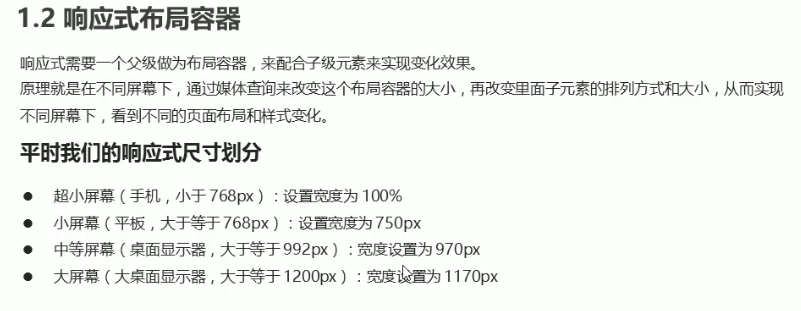 1.2 响应式布局容器
响应式需要一个父级做为布局容器，来配合子级元素来实现变化效果。
原理就是在不同屏幕下，通过媒体查询来改变这个布局容器的大小，再改变里面子元素的排列方式和大小，从而实现
不同屏幕下，看到不同的页面布局和样式变化。
平时我们的响应式尺寸划分
● 超小屏幕（手机，小于 768px）：设置宽度为 100%
● 小屏幕（平板，大于等于 768px）：设置宽度为 750px
● 中等屏幕（桌面显示器，大于等于 992px）：宽度设置为 970px
● 大屏幕（大桌面显示器，大于等于 1200px）：宽度设置为 1170px